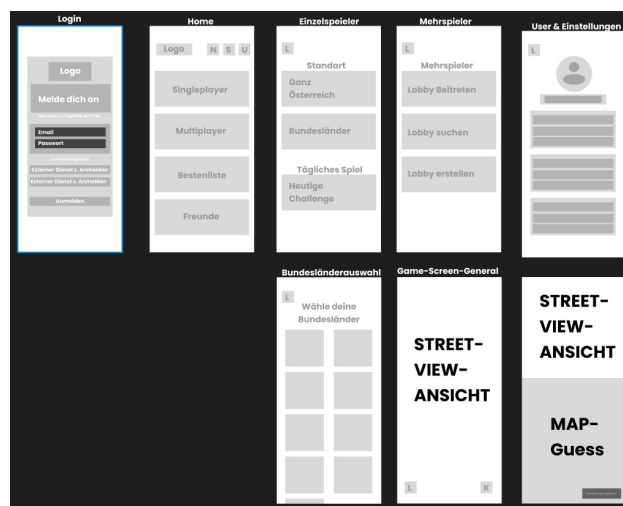 Login
Logo
Melde dich an
Email
Passwort
Externer Dienst z. Anmelden
Externer Dienst z. Anmelden
Anmelden
Home
Logo
N S U
Singleplayer
Multiplayer
Bestenliste
Freunde
Einzelspeieler
L
Standart
Ganz
Österreich
Bundesländer
Tägliches Spiel
Heutige
Challenge
Mehrspieler
L
Mehrspieler
Lobby Beitreten
Lobby suchen
Lobby erstellen
User & Einstellungen
L
Bundesländerauswahl
L
Wähle deine
Bundesländer
Game-Screen-General
STREET-
VIEW-
ANSICHT
L K
STREET-
VIEW-
ANSICHT
MAP-
Guess